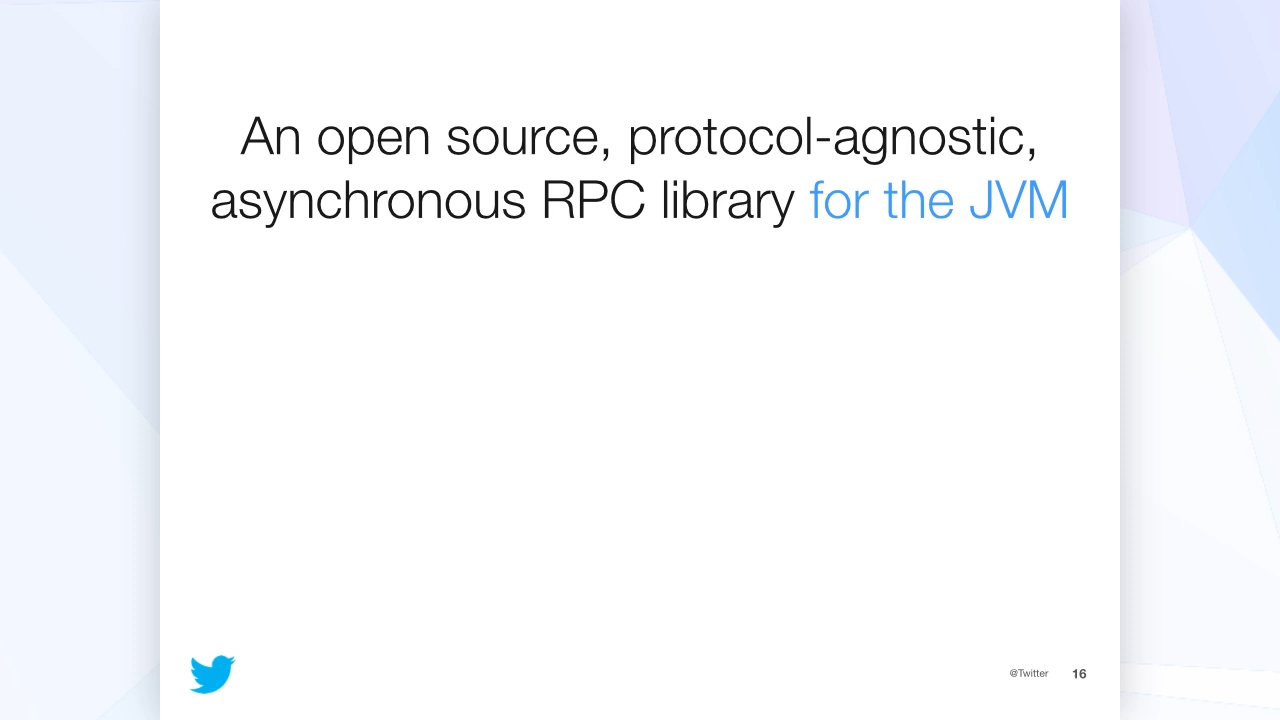 An open source, protocol-agnostic,
asynchronous RPC library for the JVM
@Twitter 16